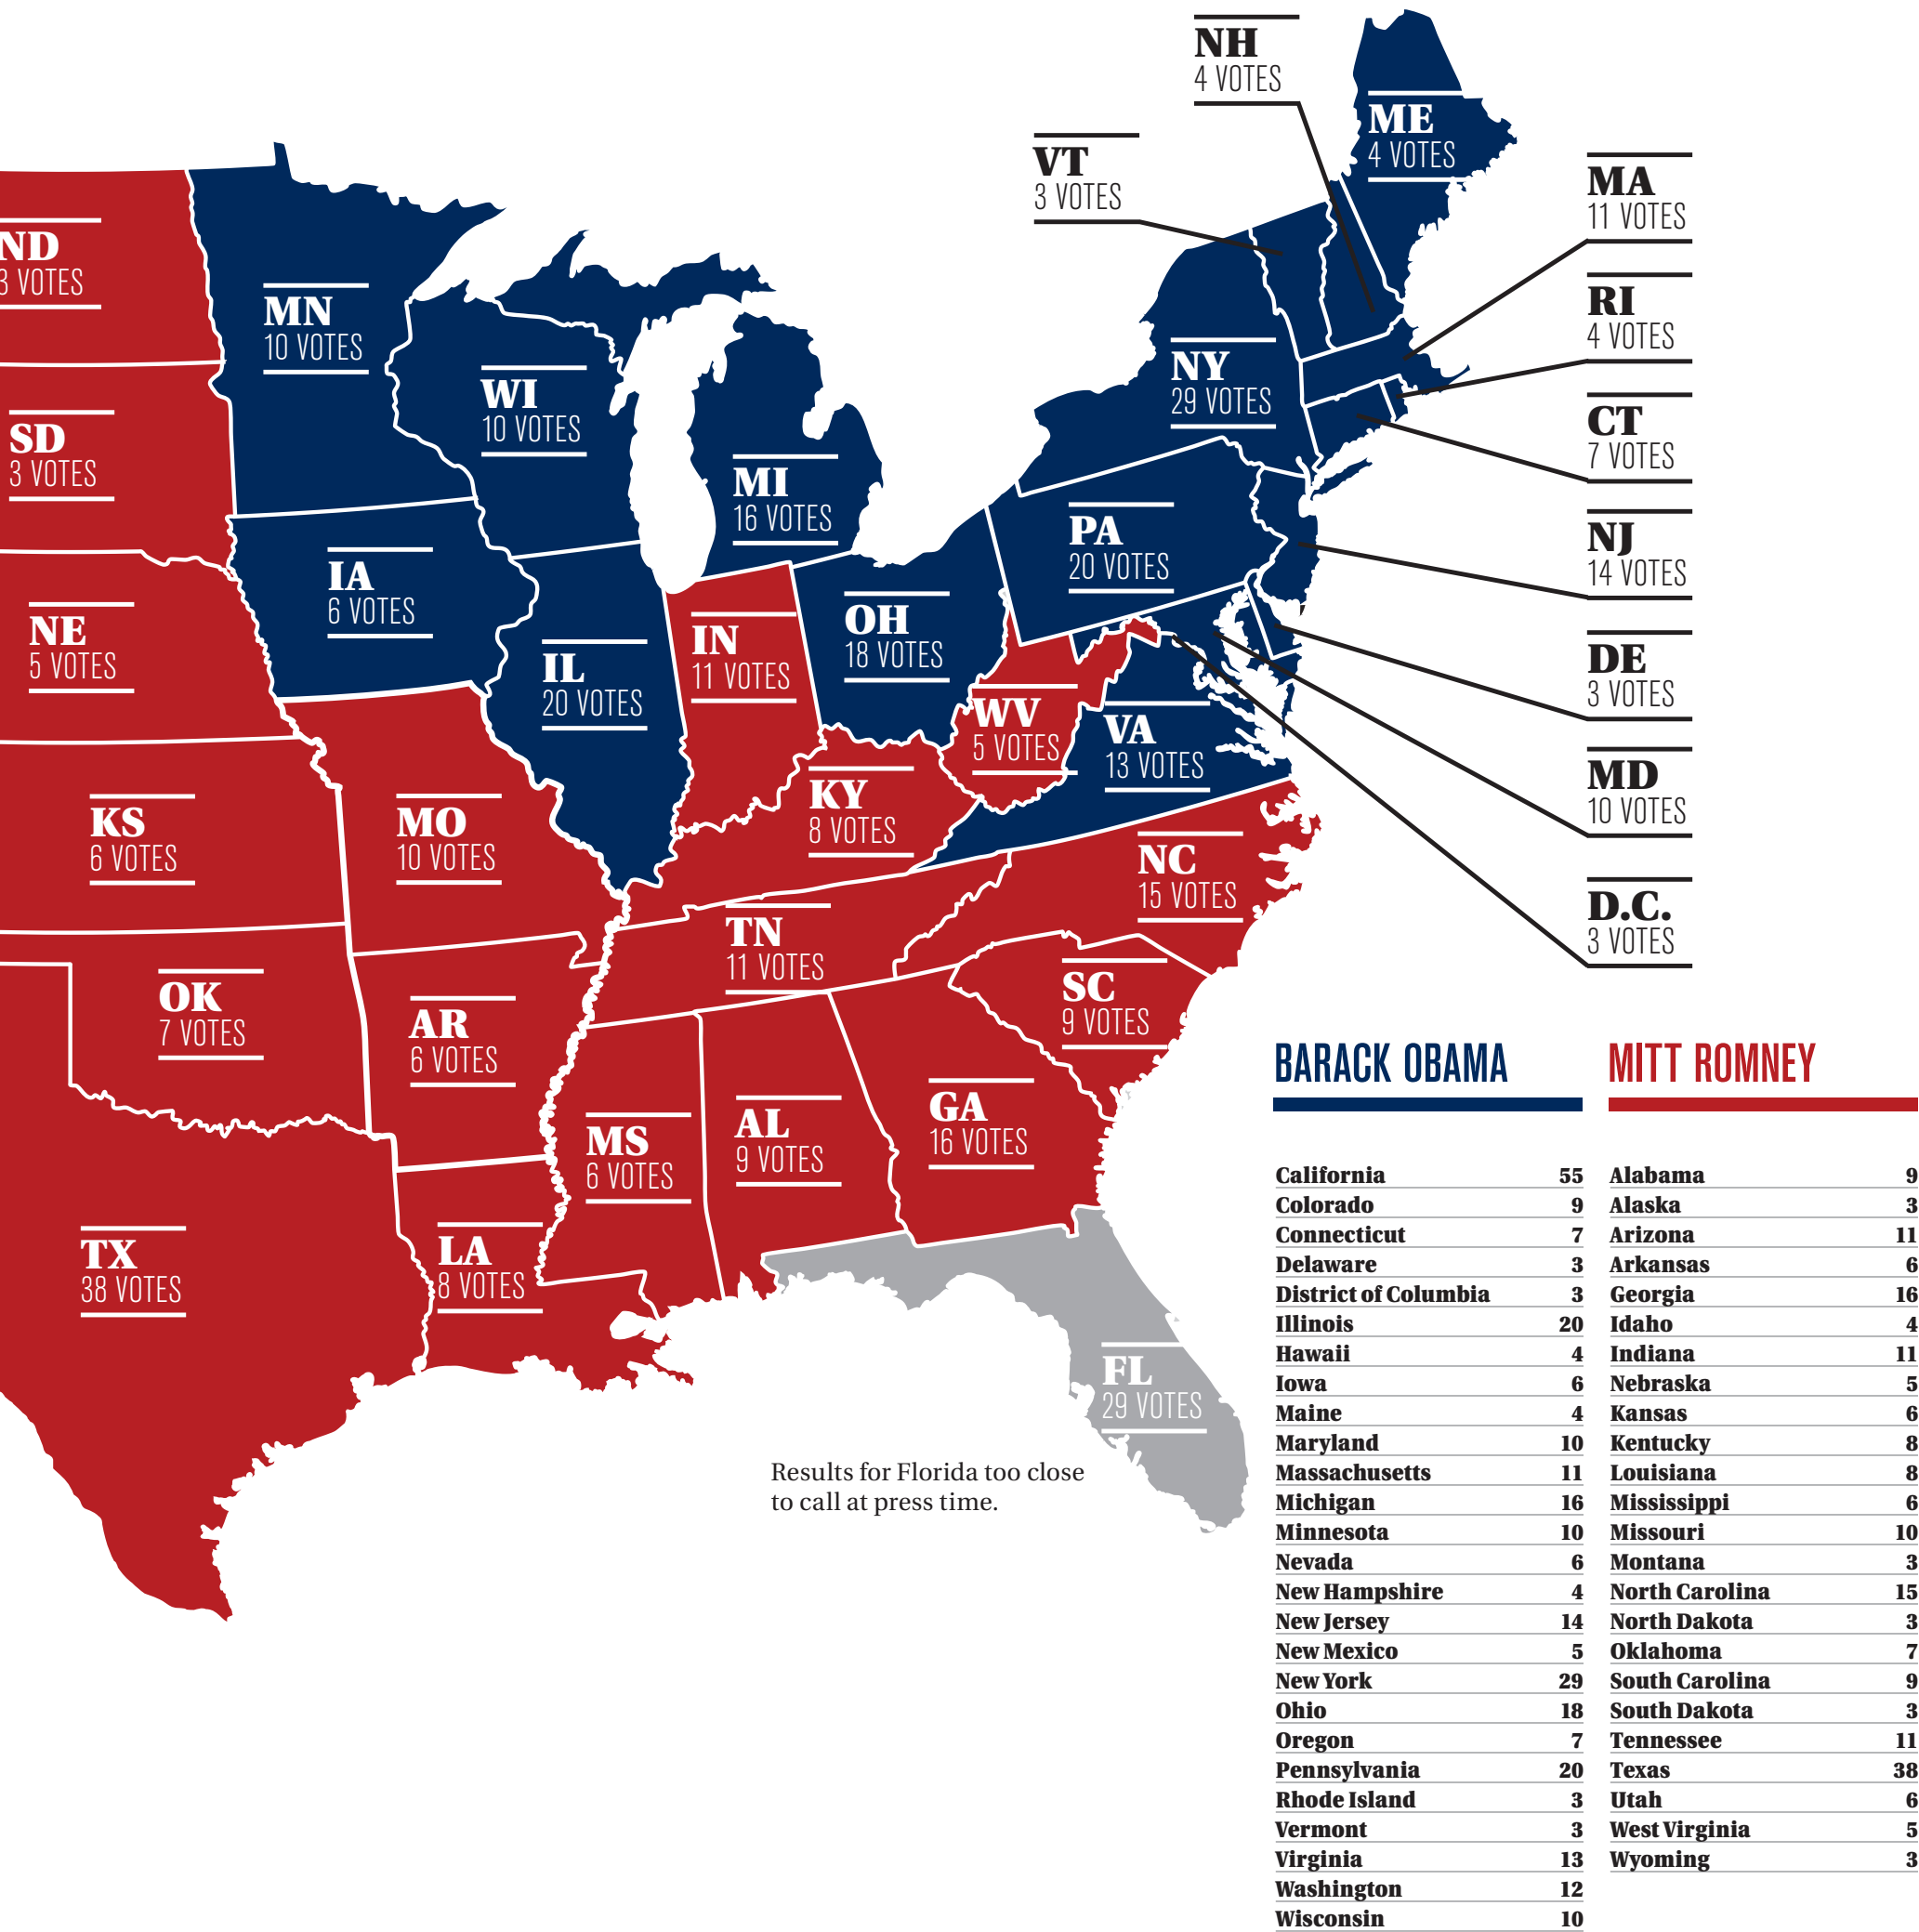 NH
4 VOTES
ME
4 VOTES
VT
3 VOTES
MA
11 VOTES
ND
3 VOTES
MN
10 VOTES
RI
4 VOTES
NY
29 VOTES
WI
10 VOTES
CT
7 VOTES
SD
3 VOTES
MI
16 VOTES
PA
20 VOTES
NJ
14 VOTES
IA
6 VOTES
NE
5 VOTES
OH
18 VOTES
IN
11 VOTES
IL
20 VOTES
DE
3 VOTES
WV
5 VOTES
VA
13 VOTES
MD
10 VOTES
KY
8 VOTES
KS
6 VOTES
MO
10 VOTES
NC
15 VOTES
D.C.
3 VOTES
TN
11 VOTES
OK
7 VOTES
SC
9 VOTES
AR
6 VOTES
GA
16 VOTES
AL
9 VOTES
MS
6 VOTES
TX
38 VOTES
LA
8 VOTES
FL
29 VOTES
Results for Florida too close
to call at press time.
BARACK OBAMA
California 55
Colorado 9
Connecticut 7
Delaware 3
District of Columbia 3
Illinois 20
Hawaii 4
Iowa 6
Maine 4
Maryland 10
Massachusetts 11
Michigan 16
Minnesota 10
Nevada 6
New Hampshire 4
New Jersey 14
New Mexico 5
New York 29
Ohio 18
Oregon 7
Pennsylvania 20
Rhode Island 3
Vermont 3
Virginia 13
Washington 12
Wisconsin 10
MITT ROMNEY
Alabama 9
Alaska 3
Arizona 11
Arkansas 6
Georgia 16
Idaho 4
Indiana 11
Nebraska 5
Kansas 6
Kentucky 8
Louisiana 8
Mississippi 6
Missouri 10
Montana 3
North Carolina 15
North Dakota 3
Oklahoma 7
South Carolina 9
South Dakota 3
Tennessee 11
Texas 38
Utah 6
West Virginia 5
Wyoming 3